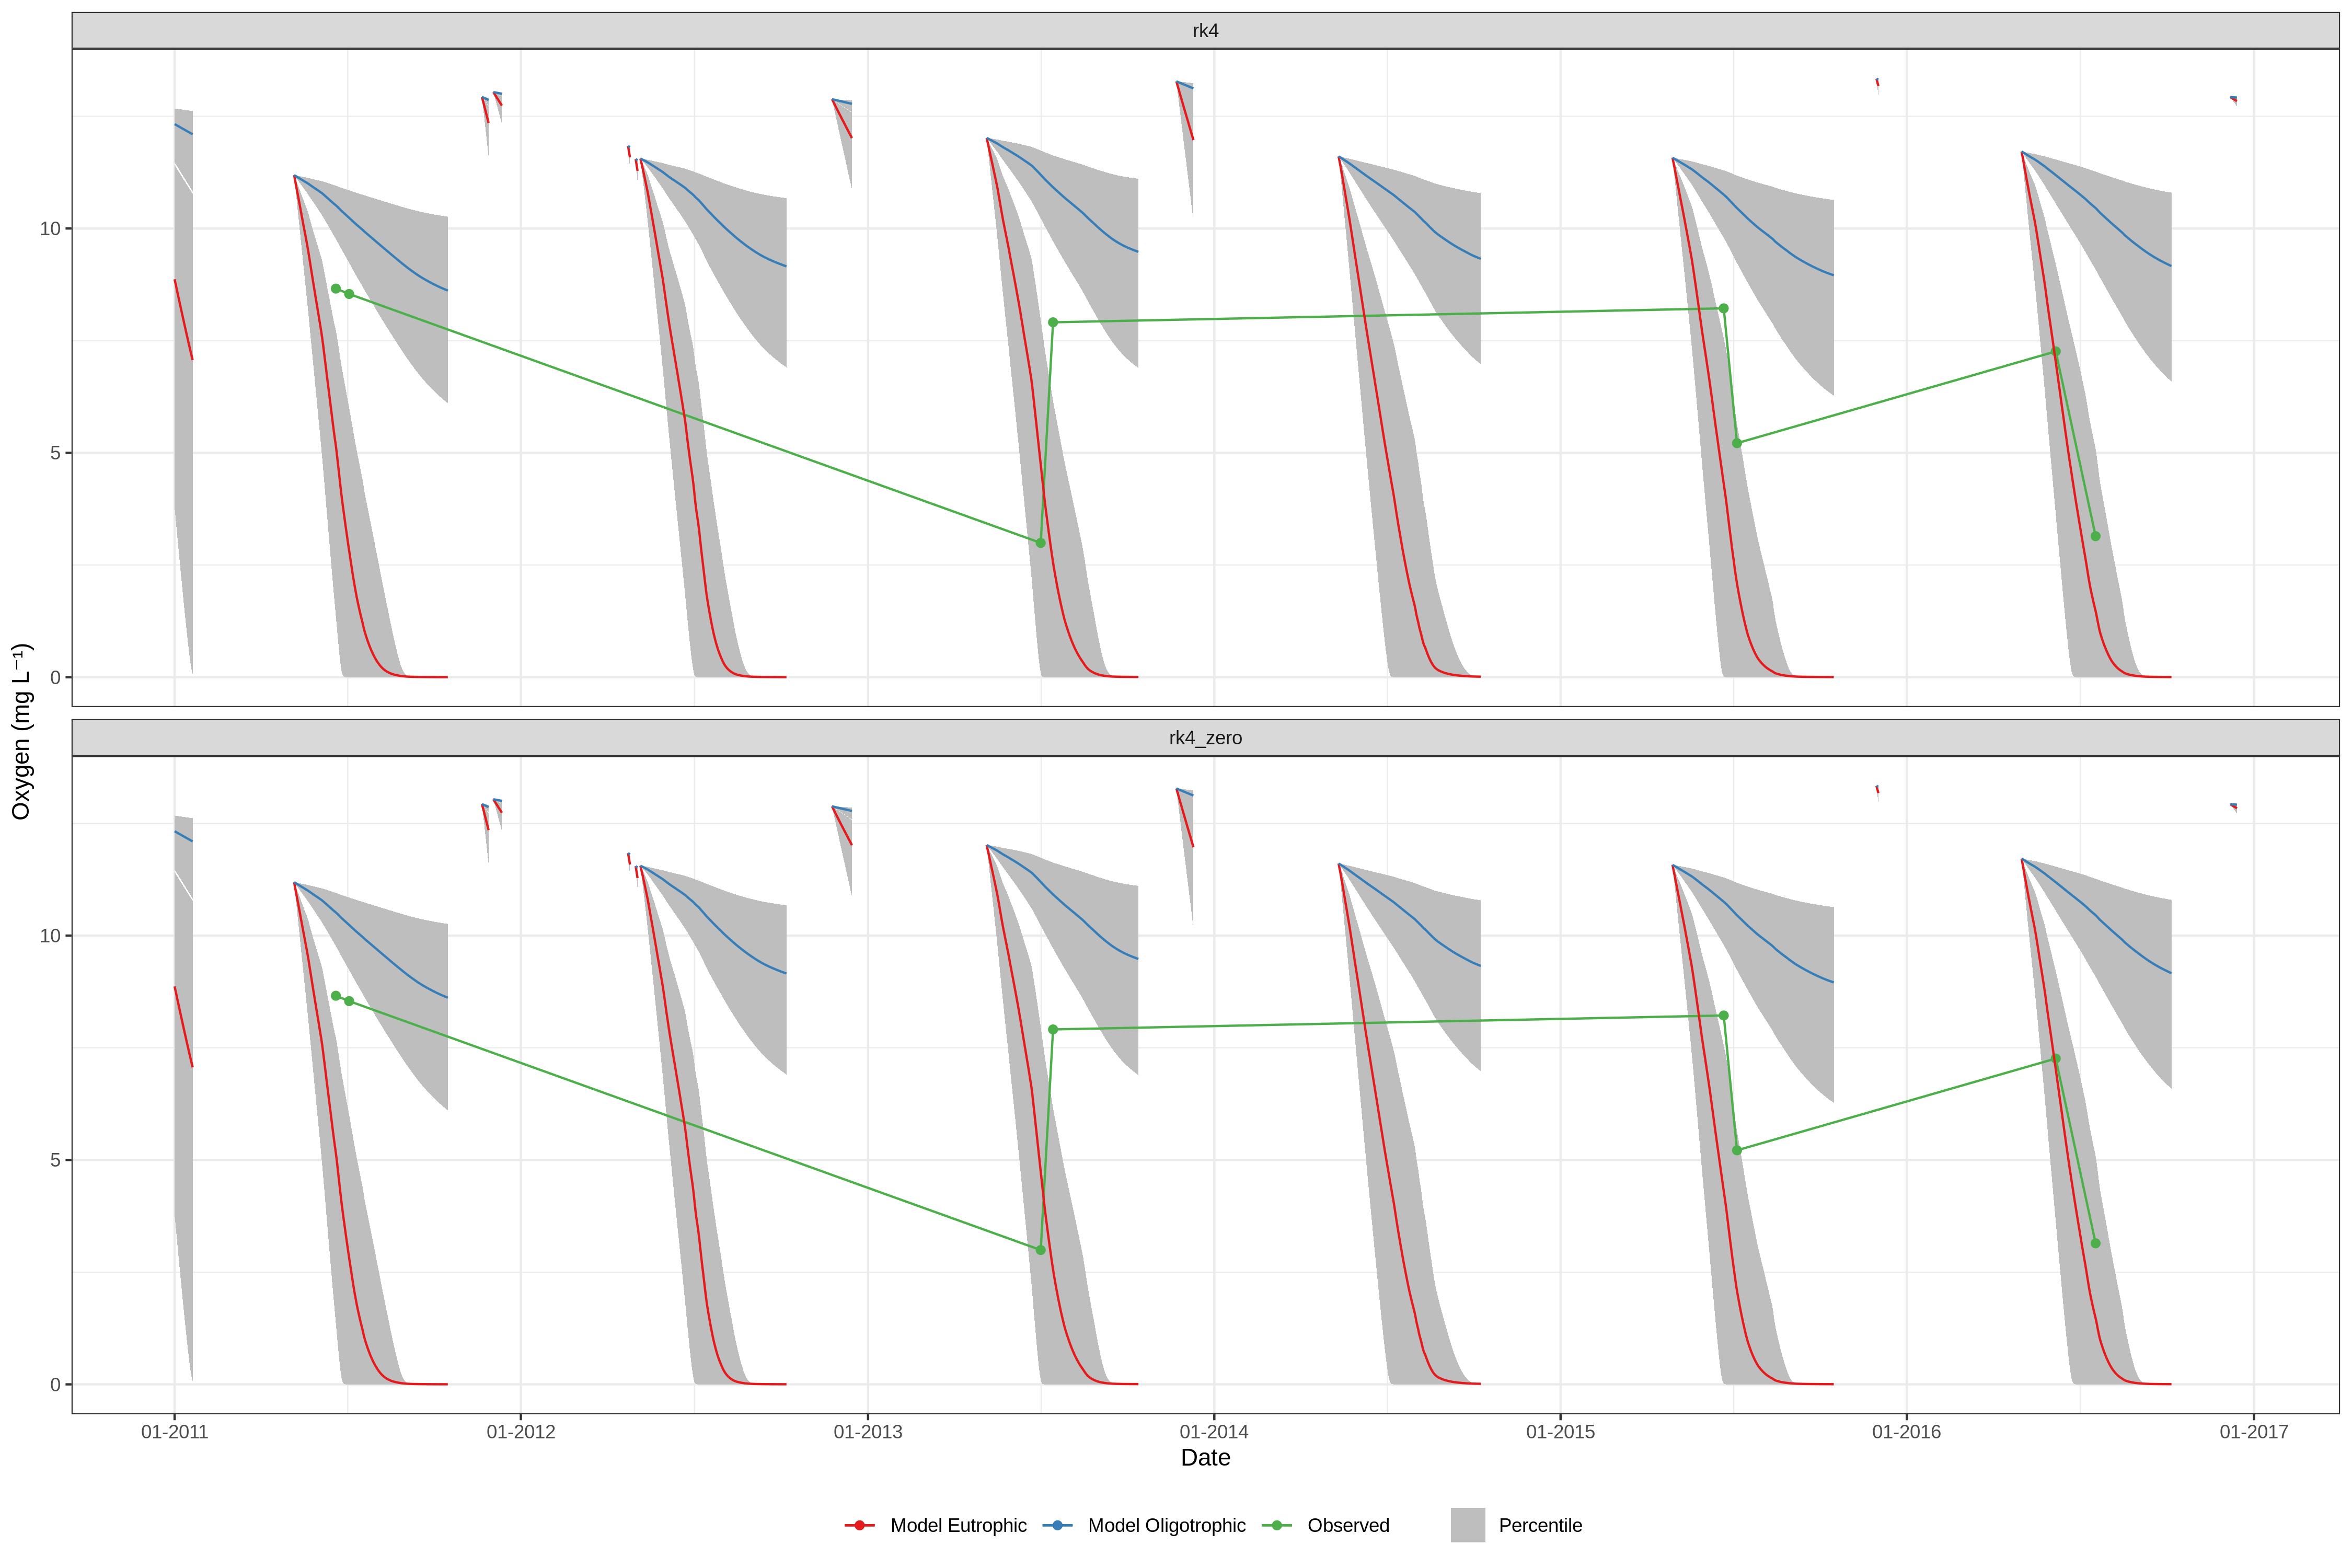 rk4
10
5
0
rk4_zero
10
5
0
Oxygen (mg L⁻¹)
01-2011 01-2012 01-2013 01-2014 01-2015 01-2016 01-2017
Date
Model Eutrophic Model Oligotrophic Observed Percentile